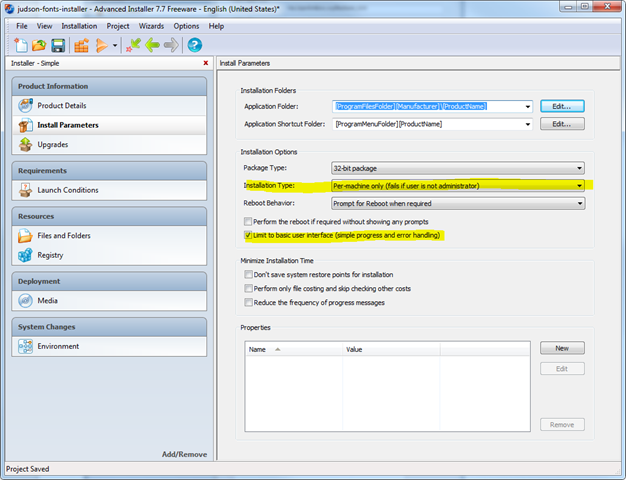 judson-fonts-installer - Advanced Installer 7.7 Freeware - English (United States)*
File View Installation Project Wizards Options Help
Installer - Simple
Product Information
Product Details
Install Parameters
Upgrades
Requirements
Launch Conditions
Resources
Files and Folders
Registry
Deployment
Media
System Changes
Environment
Add/Remove
Install Parameters
Installation Folders
Application Folder: [ProgramFilesFolder][Manufacturer]\[ProductName] Edit...
Application Shortcut Folder: [ProgramMenuFolder][ProductName] Edit...
Installation Options
Package Type: 32-bit package
Installation Type: Per-machine only (fails if user is not administrator)
Reboot Behavior: Prompt for Reboot when required
Perform the reboot if required without showing any prompts
Limit to basic user interface (simple progress and error handling)
Minimize Installation Time
Don't save system restore points for installation
Perform only file costing and skip checking other costs
Reduce the frequency of progress messages
Properties
Name Value
New
Edit
Remove
Project Saved